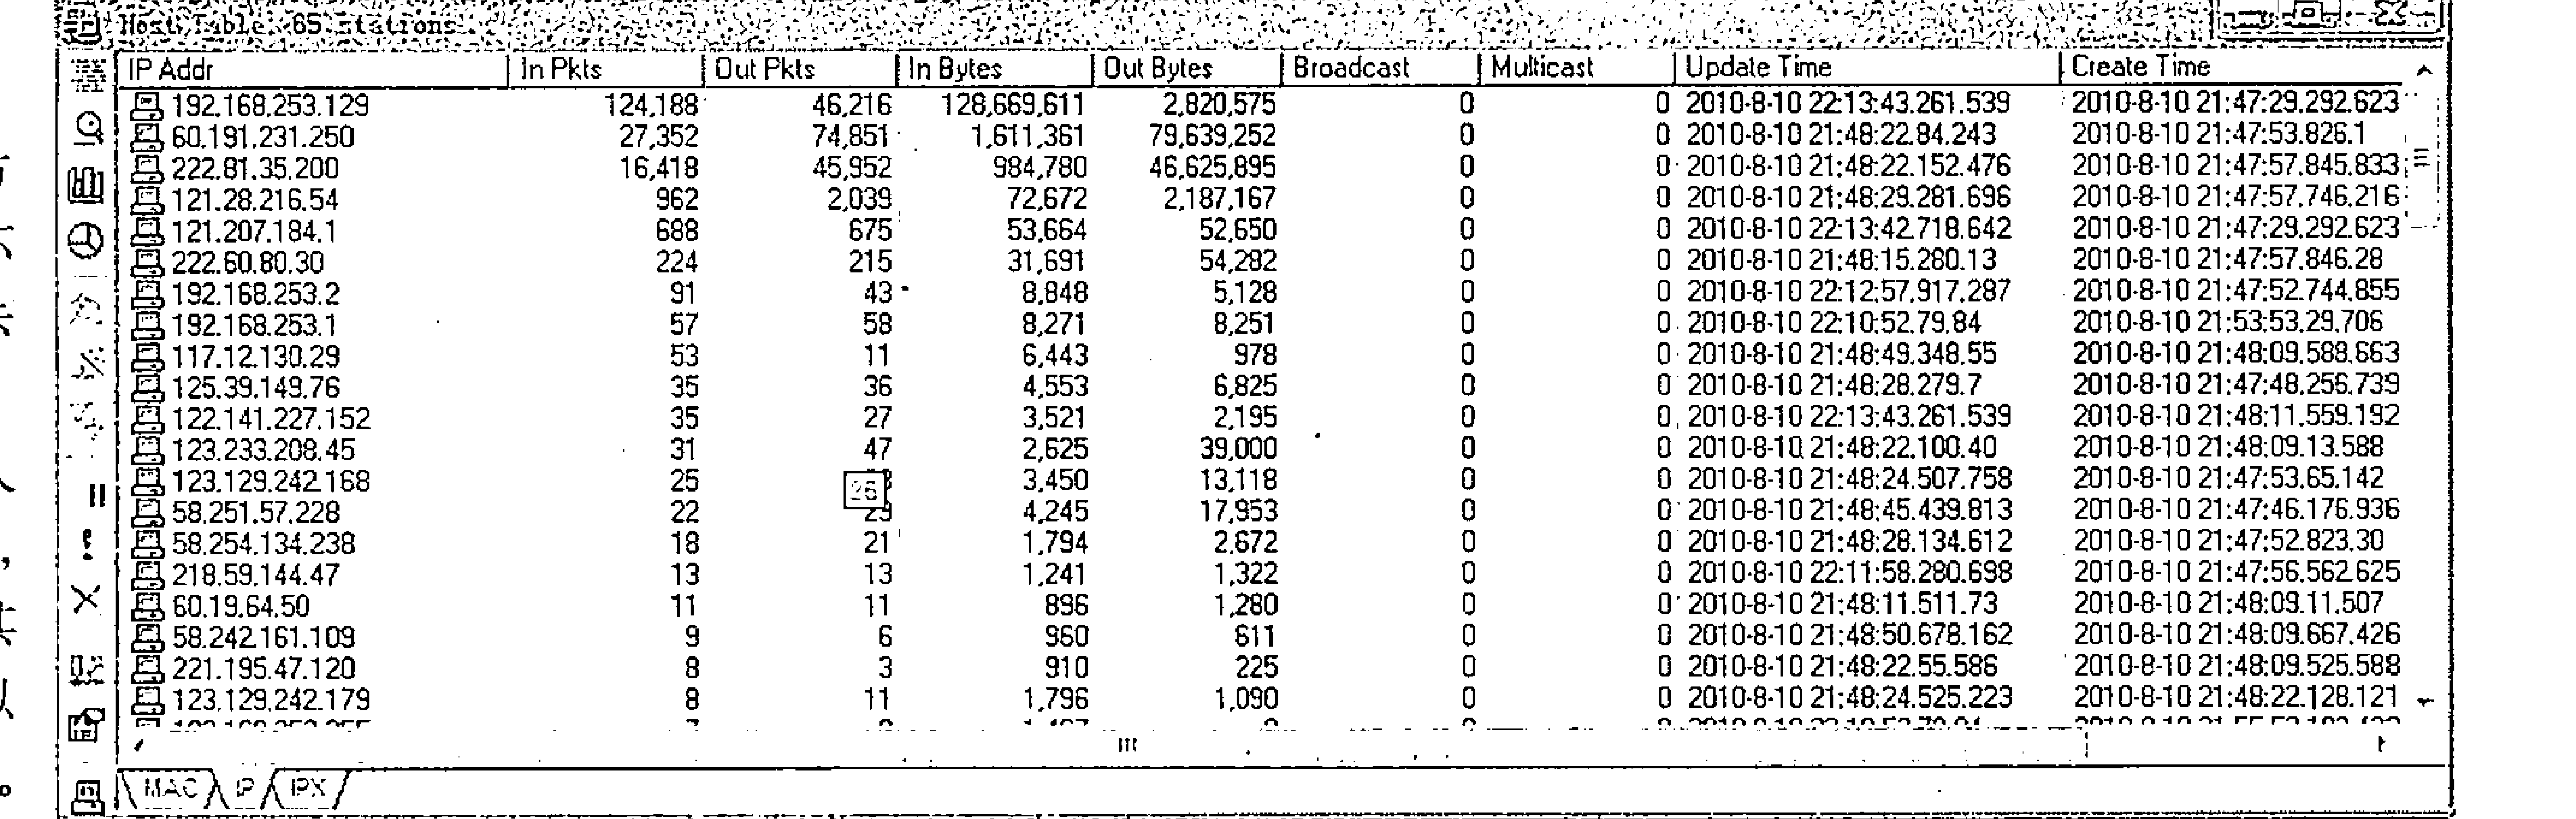 Host Table: 65 stations
IP Addr In Pkts Out Pkts In Bytes Out Bytes Broadcast Multicast Update Time Create Time
192.168.253.129 124,188 46,216 128,669,611 2,820,575 0 0 2010-8-10 22:13:43.261.539 2010-8-10 21:47:29.292.623
60.191.231.250 27,352 74,851 1,611,361 79,639,252 0 0 2010-8-10 21:48:22.84.243 2010-8-10 21:47:53.826.1
222.81.35.200 16,418 45,952 984,780 46,625,895 0 0 2010-8-10 21:48:22.152.476 2010-8-10 21:47:57.845.833
121.28.216.54 962 2,039 72,672 2,187,167 0 0 2010-8-10 21:48:29.281.696 2010-8-10 21:47:57.746.216
121.207.184.1 688 675 53,664 52,650 0 0 2010-8-10 22:13:42.718.642 2010-8-10 21:47:29.292.623
222.60.80.30 224 215 31,691 54,282 0 0 2010-8-10 21:48:15.280.13 2010-8-10 21:47:57.846.28
192.168.253.2 91 43 8,848 5,128 0 0 2010-8-10 22:12:57.917.287 2010-8-10 21:47:52.744.855
192.168.253.1 57 58 8,271 8,251 0 0 2010-8-10 22:10:52.79.84 2010-8-10 21:53:53.29.706
117.12.130.29 53 11 6,443 978 0 0 2010-8-10 21:48:49.348.55 2010-8-10 21:48:09.588.663
125.39.149.76 35 36 4,553 6,825 0 0 2010-8-10 21:48:28.279.7 2010-8-10 21:47:48.256.739
122.141.227.152 35 27 3,521 2,195 0 0 2010-8-10 22:13:43.261.539 2010-8-10 21:48:11.559.192
123.233.208.45 31 47 2,625 39,000 0 0 2010-8-10 21:48:22.100.40 2010-8-10 21:48:09.13.588
123.129.242.168 25 26 3,450 13,118 0 0 2010-8-10 21:48:24.507.758 2010-8-10 21:47:53.65.142
58.251.57.228 22 4,245 17,953 0 0 2010-8-10 21:48:45.439.813 2010-8-10 21:47:46.176.936
58.254.134.238 18 21 1,794 2,672 0 0 2010-8-10 21:48:28.134.612 2010-8-10 21:47:52.823.30
218.59.144.47 13 13 1,241 1,322 0 0 2010-8-10 22:11:58.280.698 2010-8-10 21:47:56.562.625
60.19.64.50 11 11 896 1,280 0 0 2010-8-10 21:48:11.511.73 2010-8-10 21:48:09.11.507
58.242.161.109 9 6 960 611 0 0 2010-8-10 21:48:50.678.162 2010-8-10 21:48:09.667.426
221.195.47.120 8 3 910 225 0 0 2010-8-10 21:48:22.55.586 2010-8-10 21:48:09.525.588
123.129.242.179 8 11 1,796 1,090 0 0 2010-8-10 21:48:24.525.223 2010-8-10 21:48:22.128.121
MAC IP IPX